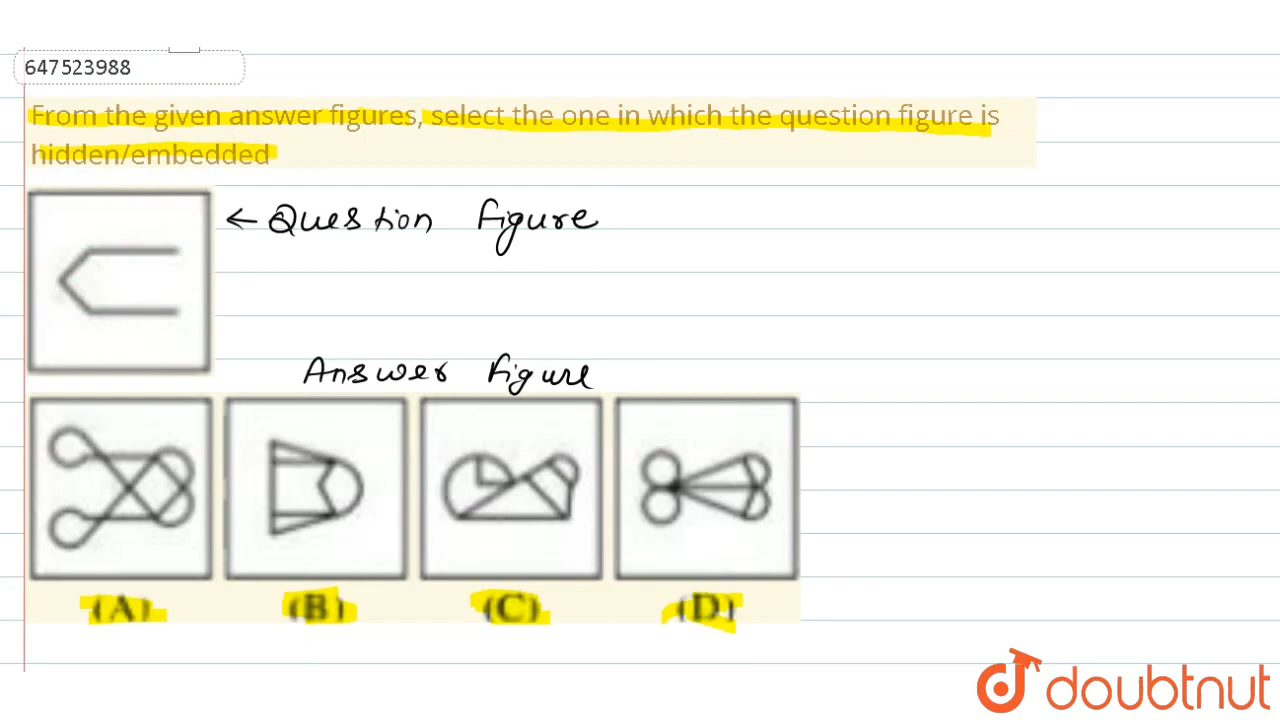 647523988
From the given answer figures, select the one in which the question figure is
hidden/embedded
← Question figure
Answer figure
(A) (B) (C) (D)
doubtnut